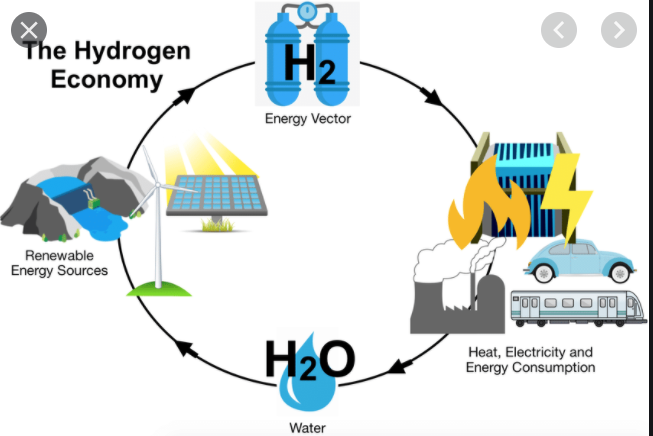 The Hydrogen
Economy
H2
Energy Vector
Renewable
Energy Sources
Heat, Electricity and
Energy Consumption
H2O
Water